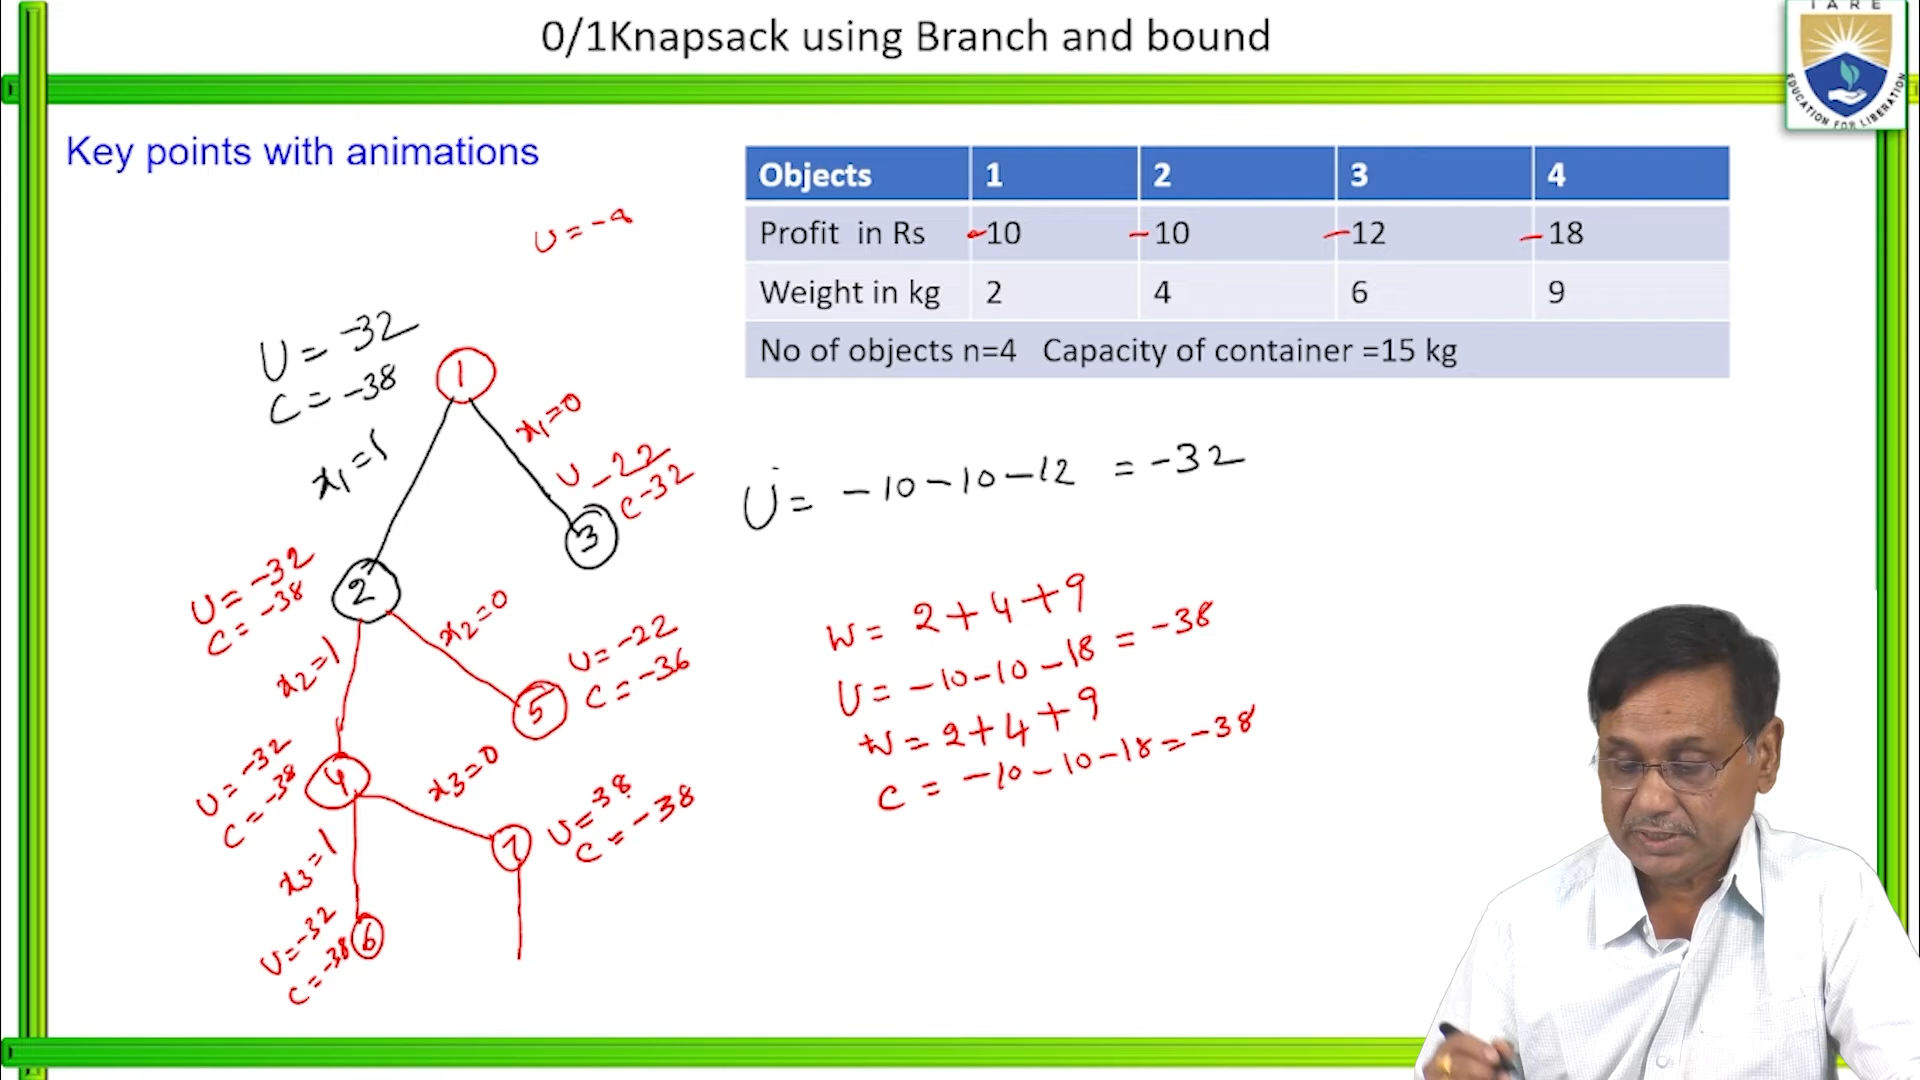 0/1Knapsack using Branch and bound
IARE
EDUCATION FOR LIBERATION
Key points with animations
Objects 1 2 3 4
Profit in Rs -10 -10 -12 -18
Weight in kg 2 4 6 9
No of objects n=4 Capacity of container =15 kg
U = -9
U = -32
C = -38
1
x1=1
x1=0
U -22
C -32
3
U = -10-10-12 = -32
U = -32
C = -38
2
x2=1
x2=0
U = -22
C = -36
5
W = 2+4+9
U = -10-10-18 = -38
W = 2+4+9
C = -10-10-18=-38
U = -32
C = -38
4
x3=1
x3=0
U = 38
C = -38
7
U = -32
C = -38
6